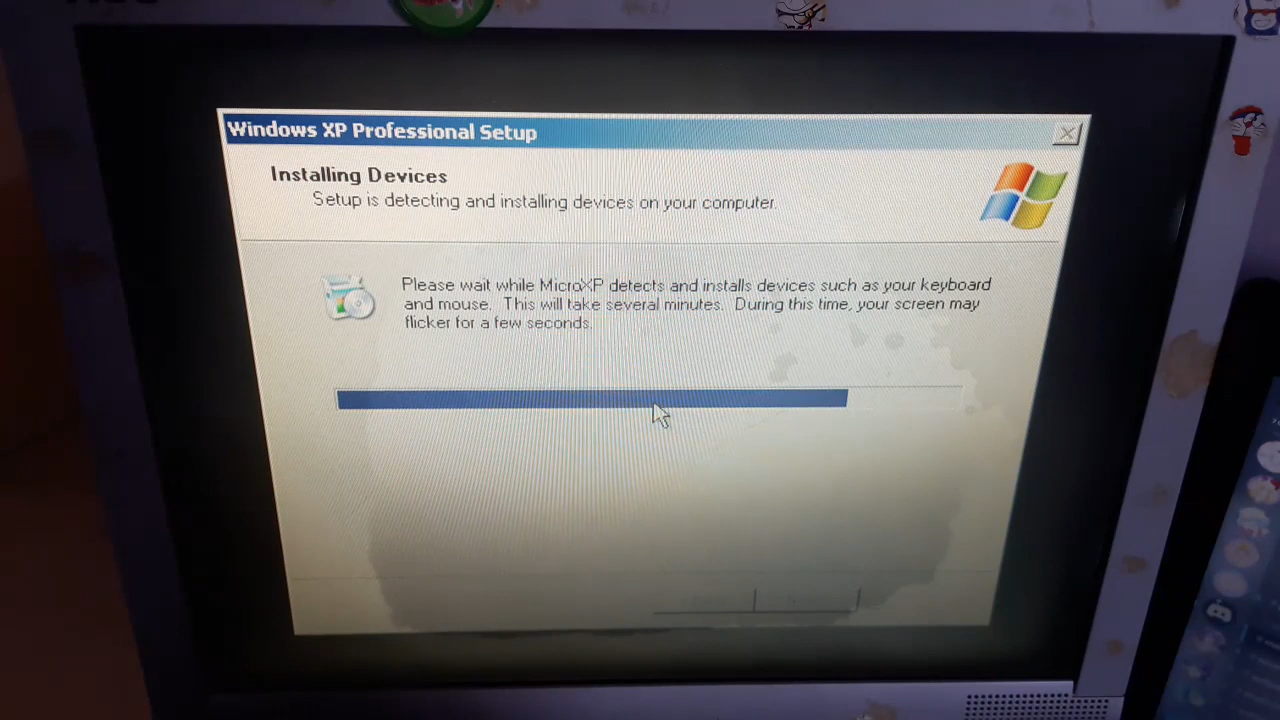 Windows XP Professional Setup
Installing Devices
Setup is detecting and installing devices on your computer.
Please wait while MicroXP detects and installs devices such as your keyboard
and mouse. This will take several minutes. During this time, your screen may
flicker for a few seconds.